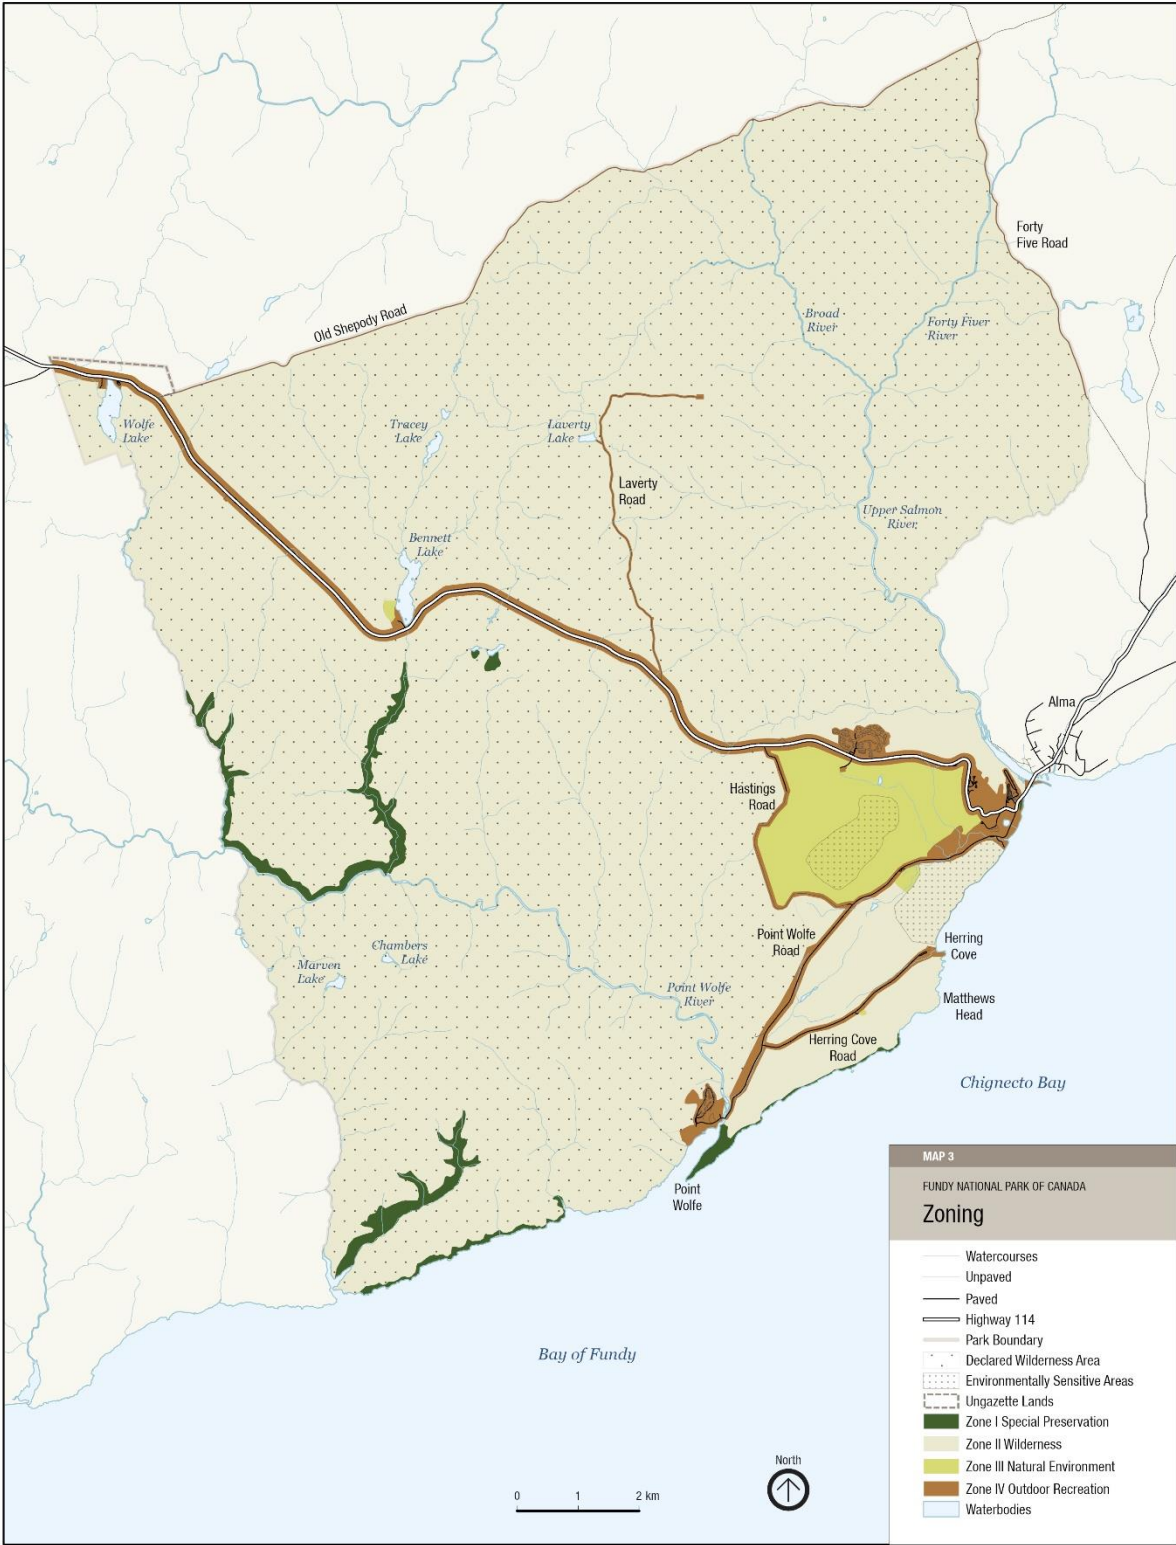 Forty
Five Road
Old Shepody Road
Broad
River
Forty Fiver
River
Wolfe
Lake
Tracey
Lake
Laverty
Lake
Laverty
Road
Upper Salmon
River
Bennett
Lake
Alma
Hastings
Road
Point Wolfe
Road
Herring
Cove
Chambers
Lake
Marven
Lake
Point Wolfe
River
Matthews
Head
Herring Cove
Road
Chignecto Bay
Point
Wolfe
Bay of Fundy
MAP 3
FUNDY NATIONAL PARK OF CANADA
Zoning
Watercourses
Unpaved
Paved
Highway 114
Park Boundary
Declared Wilderness Area
Environmentally Sensitive Areas
Ungazette Lands
Zone I Special Preservation
Zone II Wilderness
Zone III Natural Environment
Zone IV Outdoor Recreation
Waterbodies
North
0 1 2 km